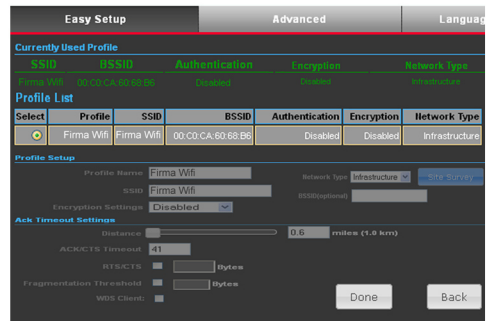 Easy Setup Advanced Languag
Currently Used Profile
SSID BSSID Authentication Encryption Network Type
Firma Wifi 00:C0:CA:60:68:B6 Disabled Disabled Infrastructure
Profile List
Select Profile SSID BSSID Authentication Encryption Network Type
Firma Wifi Firma Wifi 00:C0:CA:60:68:B6 Disabled Disabled Infrastructure
Profile Setup
Profile Name Firma Wifi Network Type Infrastructure Site Survey
SSID Firma Wifi BSSID(optional)
Encryption Settings Disabled
Ack Timeout Settings
Distance 0.6 miles (1.0 km)
ACK/CTS Timeout 41
RTS/CTS Bytes
Fragmentation Threshold Bytes
WDS Client:
Done Back